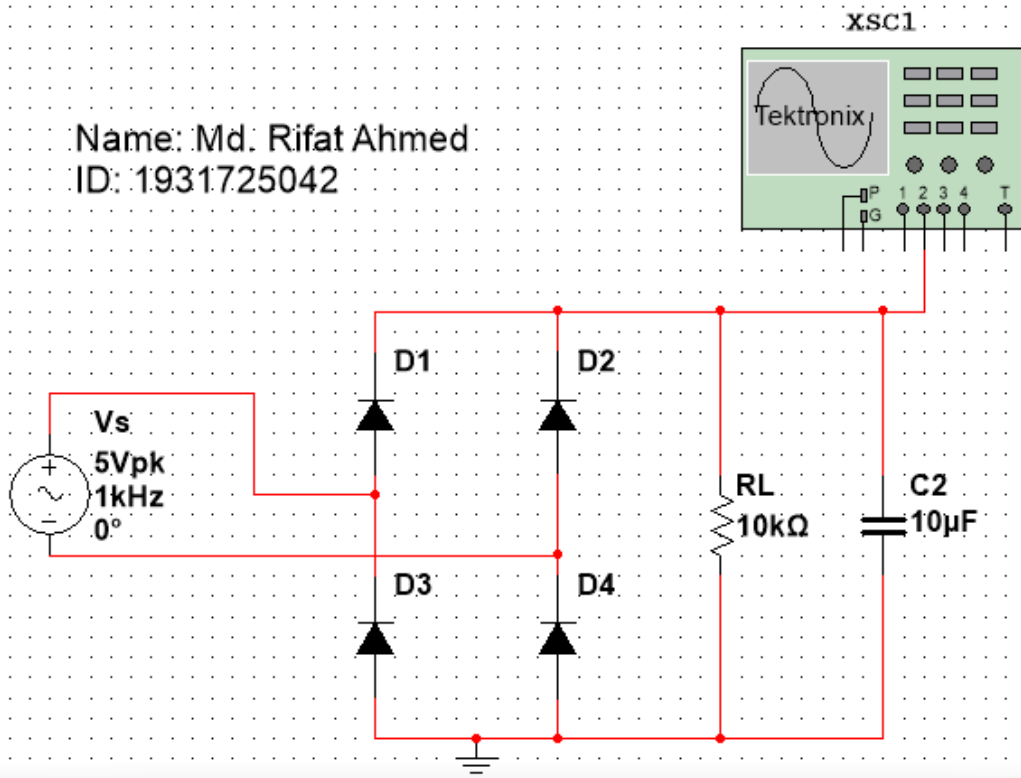 xsc1
Tektronix
P 1 2 3 4 T
G
Name: Md. Rifat Ahmed
ID: 1931725042
D1
D2
Vs
5Vpk
1kHz
0°
RL
10kΩ
C2
10µF
D3
D4